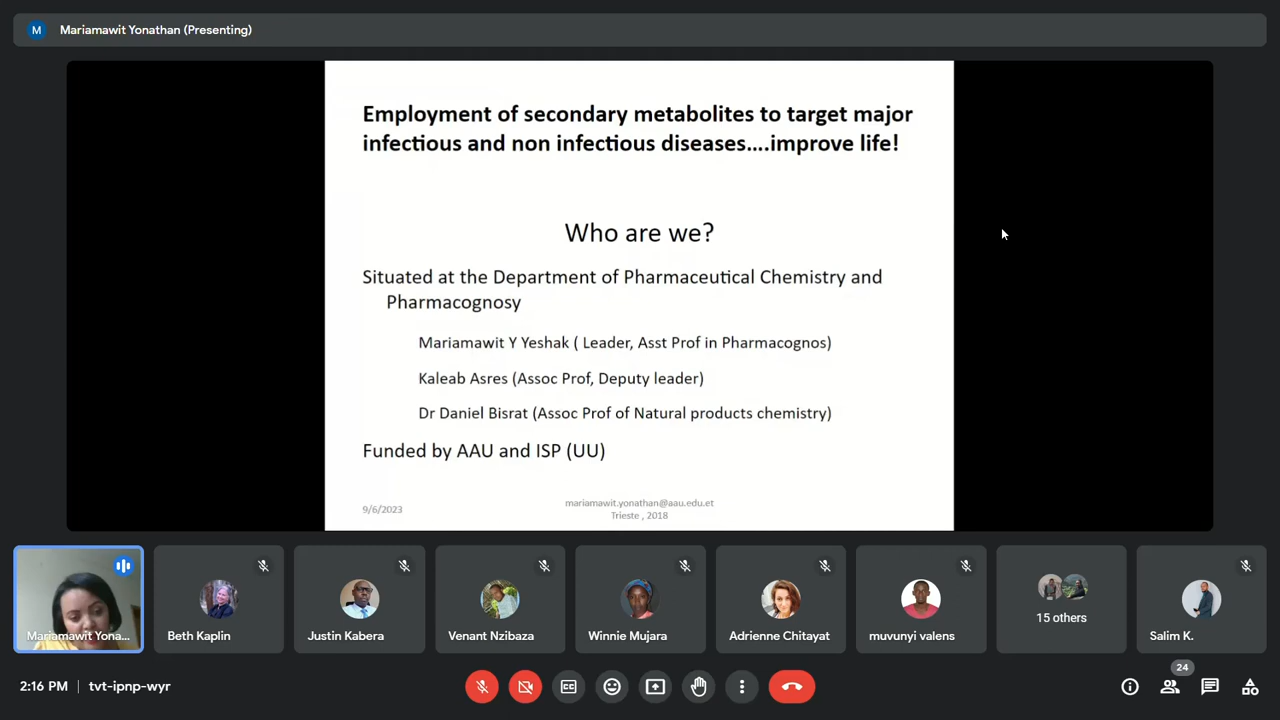 M Mariamawit Yonathan (Presenting)
Employment of secondary metabolites to target major
infectious and non infectious diseases....improve life!
Who are we?
Situated at the Department of Pharmaceutical Chemistry and
Pharmacognosy
Mariamawit Y Yeshak ( Leader, Asst Prof in Pharmacognos)
Kaleab Asres (Assoc Prof, Deputy leader)
Dr Daniel Bisrat (Assoc Prof of Natural products chemistry)
Funded by AAU and ISP (UU)
9/6/2023
mariamawit.yonathan@aau.edu.et
Trieste , 2018
Mariamawit Yona...
Beth Kaplin
Justin Kabera
Venant Nzibaza
Winnie Mujara
Adrienne Chitayat
muvunyi valens
15 others
Salim K.
2:16 PM | tvt-ipnp-wyr
24